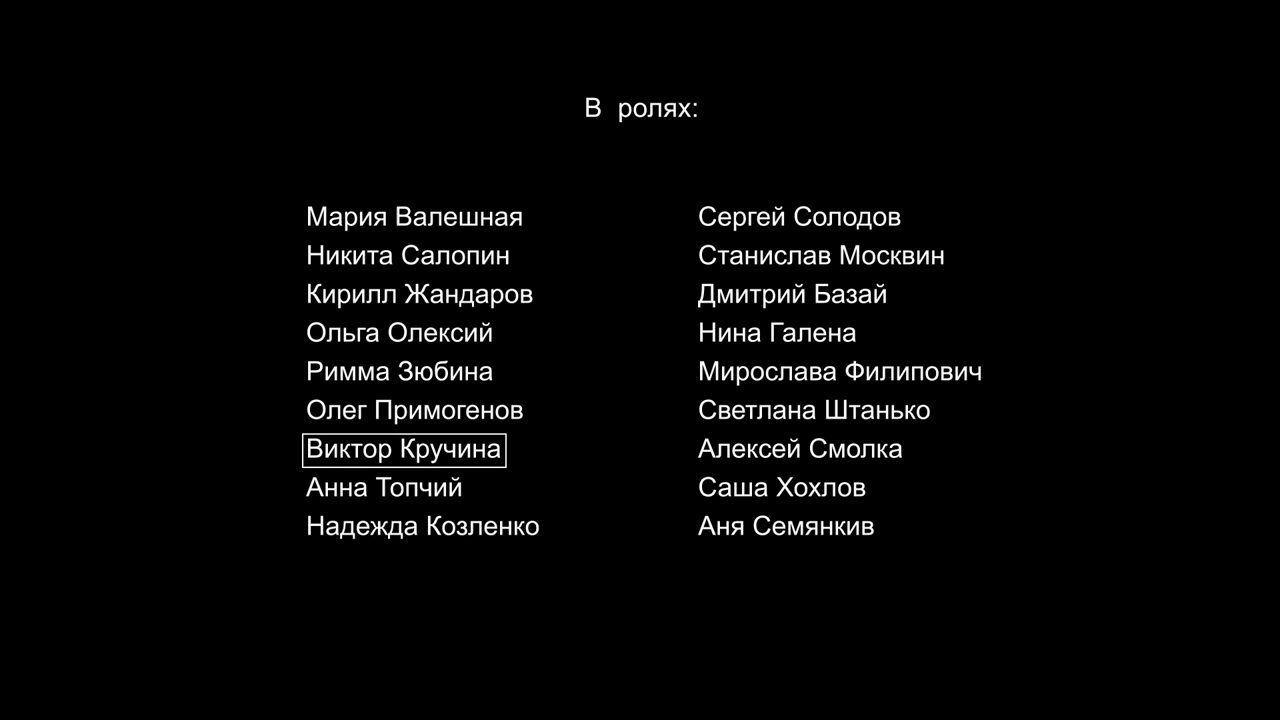 В ролях:
Мария Валешная
Никита Салопин
Кирилл Жандаров
Ольга Олексий
Римма Зюбина
Олег Примогенов
Виктор Кручина
Анна Топчий
Надежда Козленко
Сергей Солодов
Станислав Москвин
Дмитрий Базай
Нина Галена
Мирослава Филипович
Светлана Штанько
Алексей Смолка
Саша Хохлов
Аня Семянкив